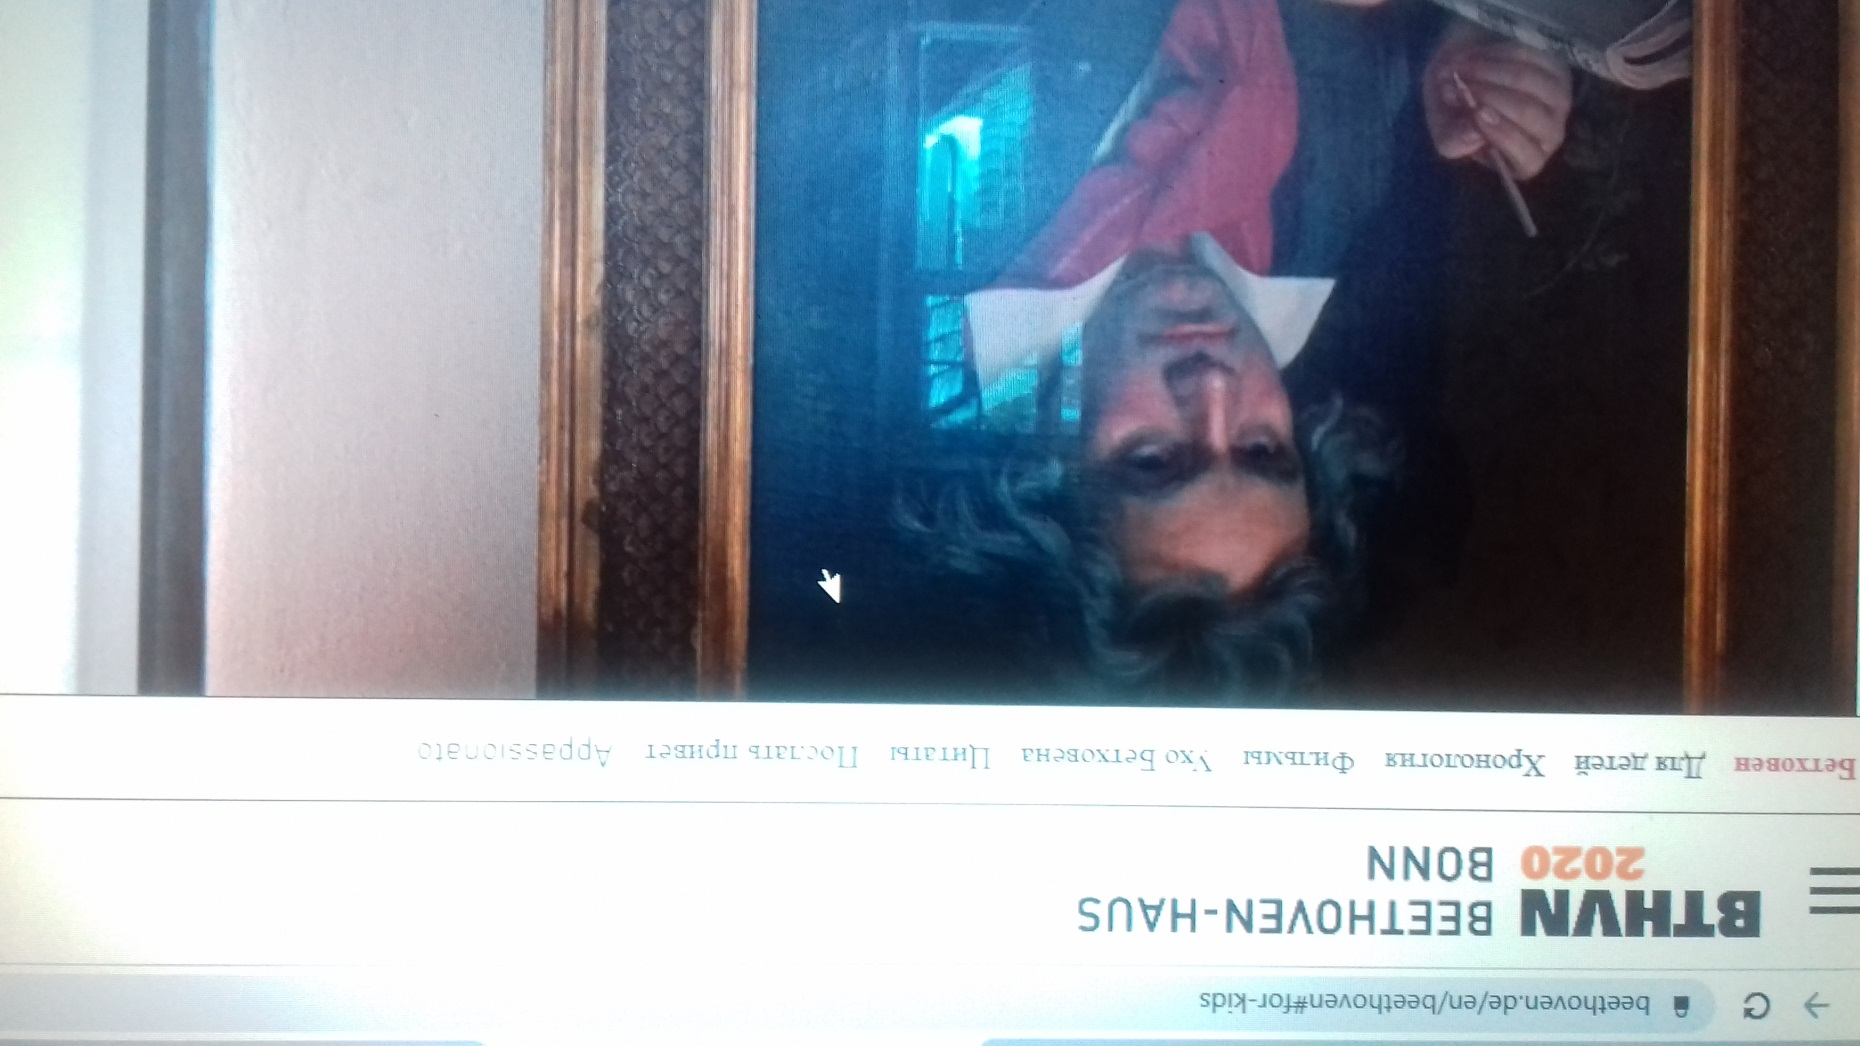 beethoven.de/en/beethoven#for-kids
BTHVN BEETHOVEN-HAUS
2020 BONN
Бетховен Для детей Хронология Фильмы Ухо Бетховена Цитаты Послать привет Appassionato